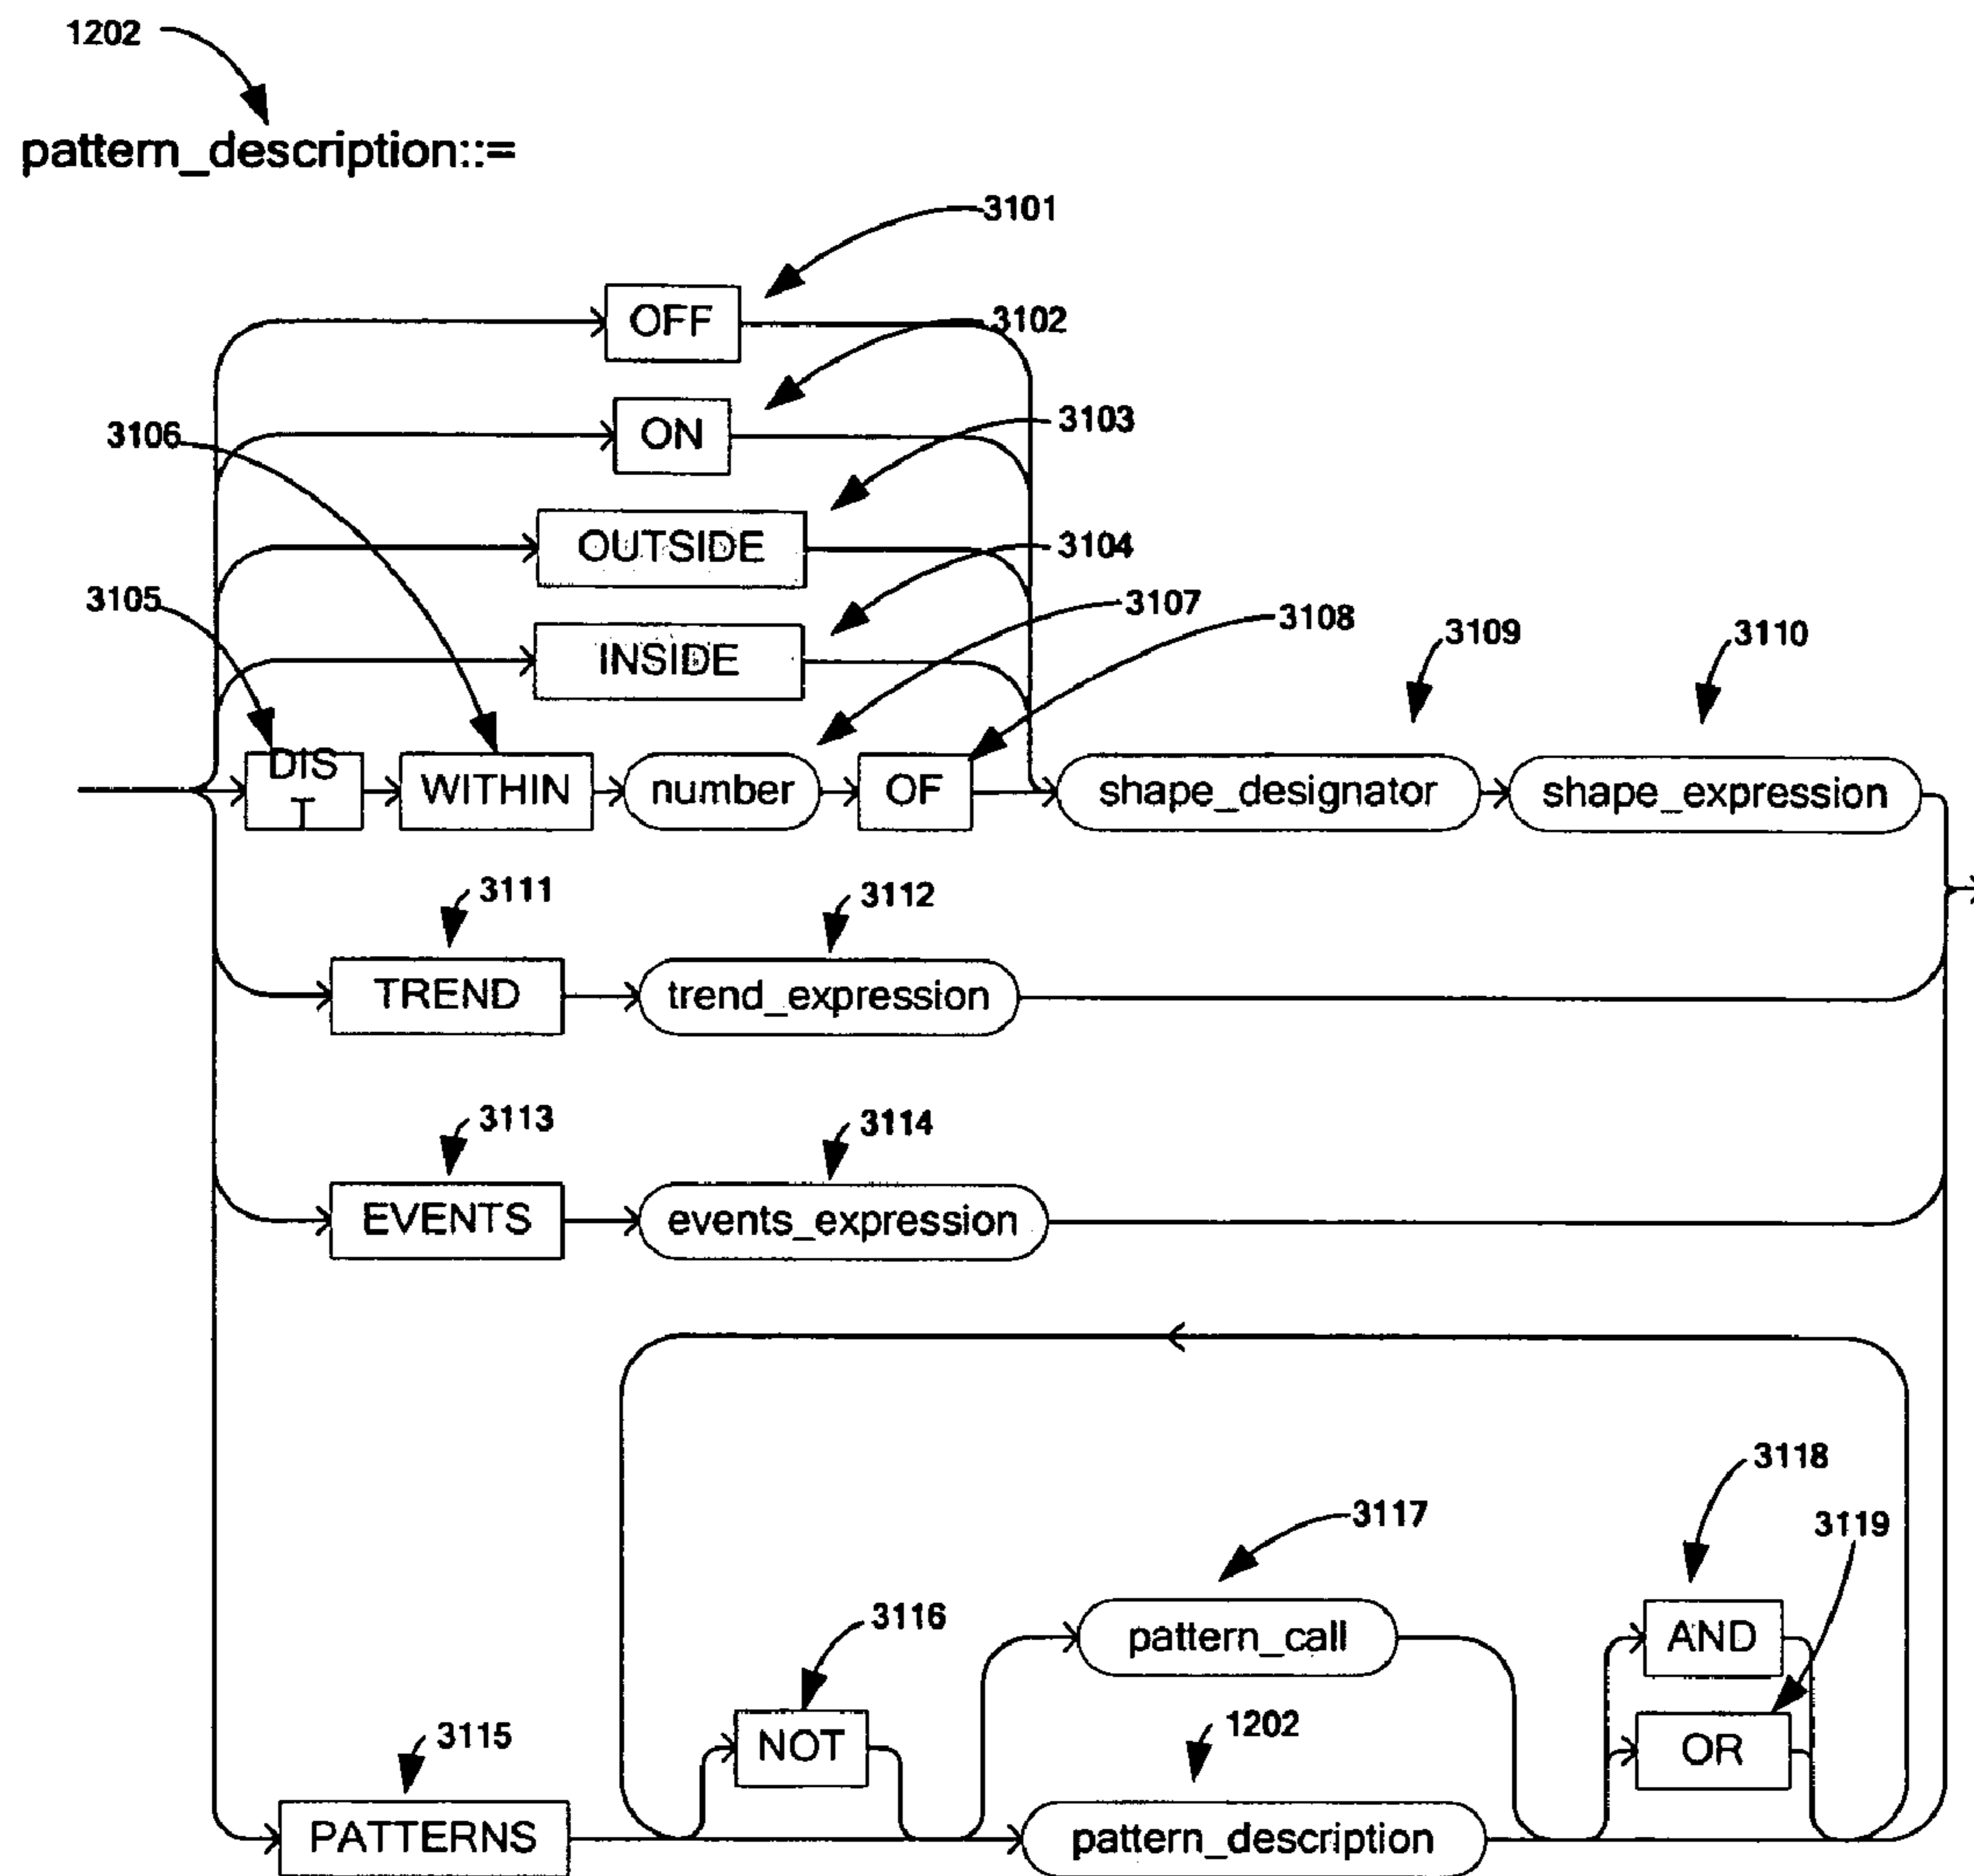 1202
pattern_description::=
3101
OFF
3102
ON
3103
3106
OUTSIDE
3104
3105
3107
3108
3109
3110
INSIDE
DIS
T
WITHIN
number
OF
shape_designator
shape_expression
3111
3112
TREND
trend_expression
3113
3114
EVENTS
events_expression
3118
3117
3119
3116
pattern_call
AND
3115
NOT
1202
OR
PATTERNS
pattern_description